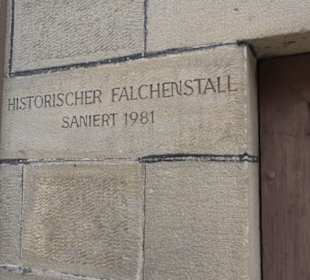 HISTORISCHER FALCHENSTALL
SANIERT 1981